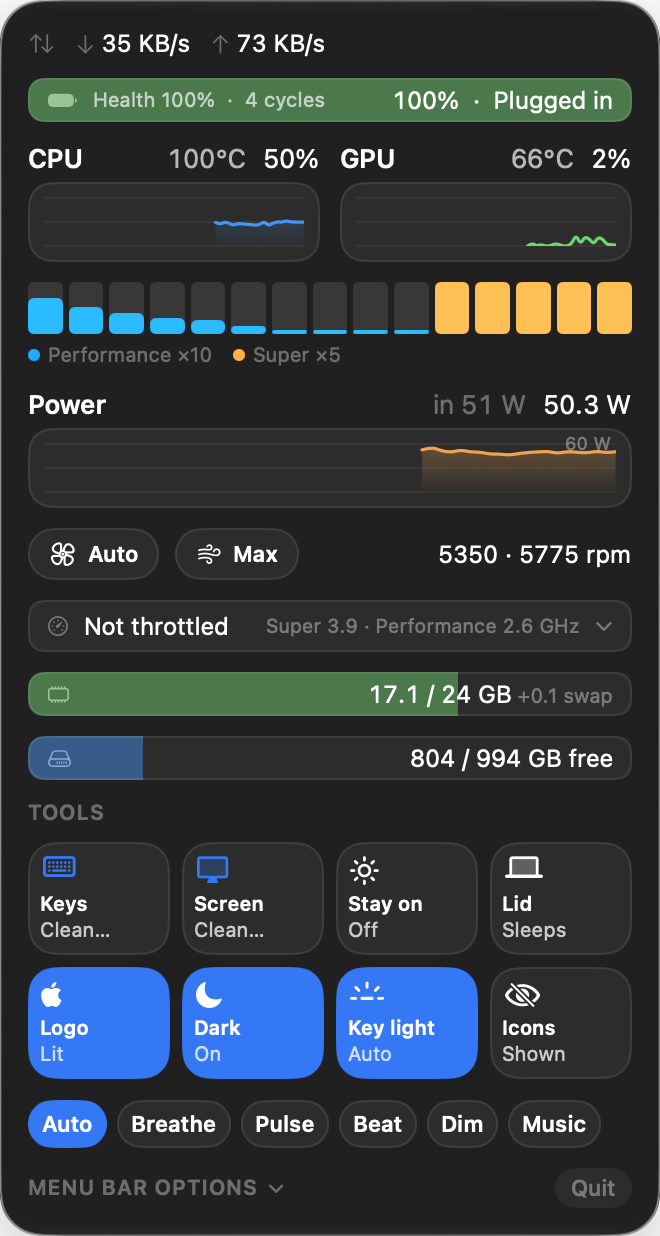 35 KB/s 73 KB/s
Health 100% · 4 cycles 100% · Plugged in
CPU 100°C 50% GPU 66°C 2%
Performance ×10 Super ×5
Power in 51 W 50.3 W
60 W
Auto Max 5350 · 5775 rpm
Not throttled Super 3.9 · Performance 2.6 GHz
17.1 / 24 GB +0.1 swap
804 / 994 GB free
TOOLS
Keys Screen Stay on Lid
Clean... Clean... Off Sleeps
Logo Dark Key light Icons
Lit On Auto Shown
Auto Breathe Pulse Beat Dim Music
MENU BAR OPTIONS Quit